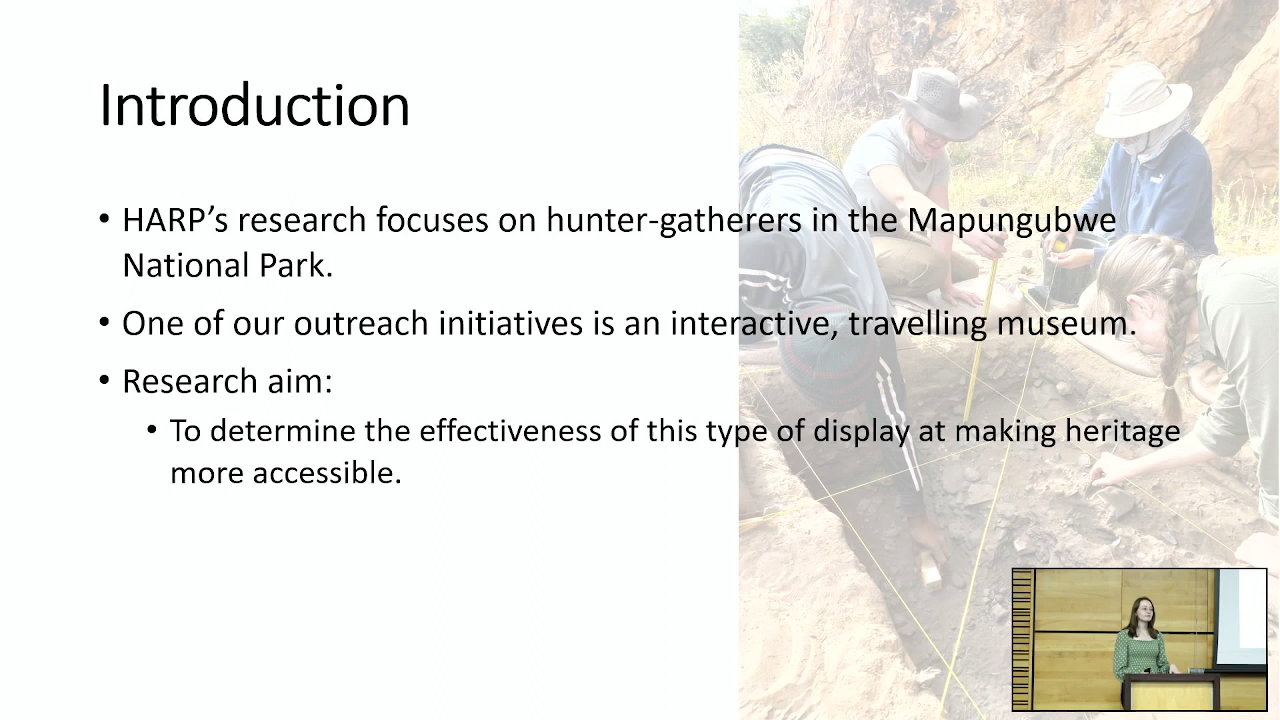 Introduction
• HARP’s research focuses on hunter-gatherers in the Mapungubwe
National Park.
• One of our outreach initiatives is an interactive, travelling museum.
• Research aim:
• To determine the effectiveness of this type of display at making heritage
more accessible.